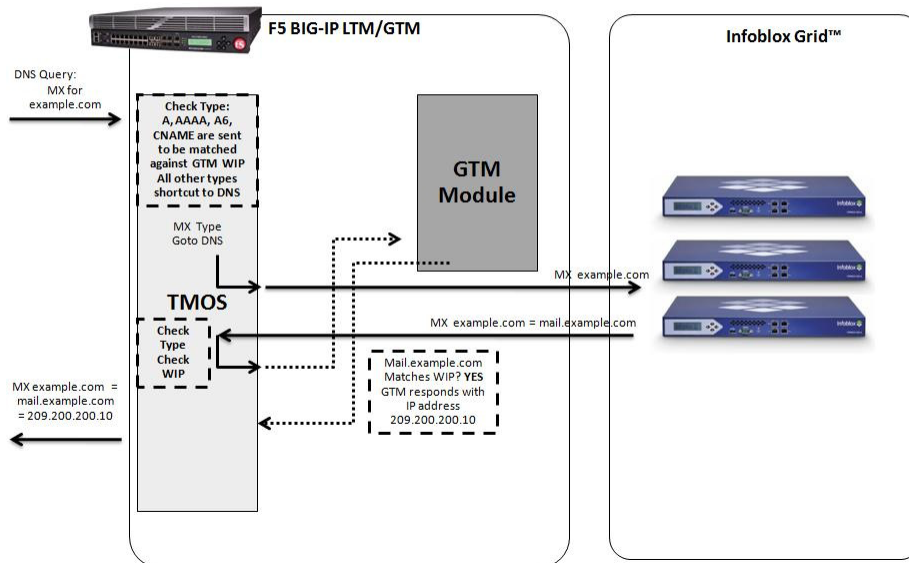 F5 BIG-IP LTM/GTM
Infoblox Grid™
DNS Query:
MX for
example.com
Check Type:
A, AAAA, A6,
CNAME are sent
to be matched
against GTM WIP
All other types
shortcut to DNS
GTM
Module
MX Type
Goto DNS
MX example.com
TMOS
MX example.com = mail.example.com
Check
Type
Check
WIP
Mail.example.com
Matches WIP? YES
GTM responds with
IP address
209.200.200.10
MX example.com =
mail.example.com
= 209.200.200.10
Infoblox
Infoblox
Infoblox